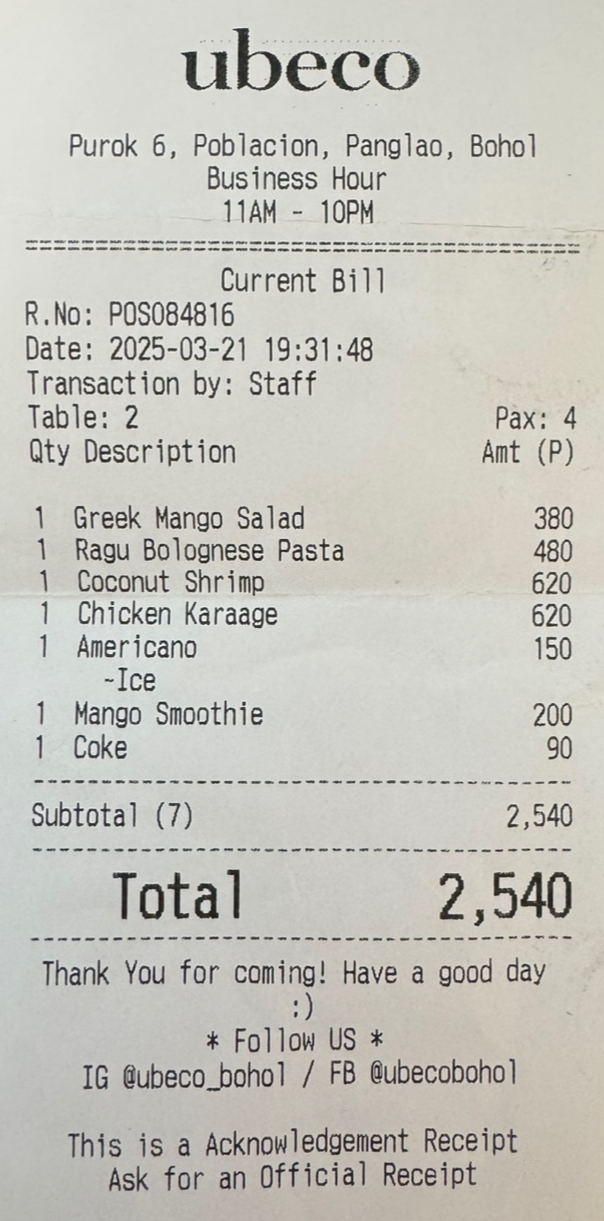 ubeco
Purok 6, Poblacion, Panglao, Bohol
Business Hour
11AM - 10PM
Current Bill
R.No: POS084816
Date: 2025-03-21 19:31:48
Transaction by: Staff
Table: 2 Pax: 4
Qty Description Amt (P)
1 Greek Mango Salad 380
1 Ragu Bolognese Pasta 480
1 Coconut Shrimp 620
1 Chicken Karaage 620
1 Americano 150
~Ice
1 Mango Smoothie 200
1 Coke 90
Subtotal (7) 2,540
Total 2,540
Thank You for coming! Have a good day
:)
* Follow US *
IG @ubeco_bohol / FB @ubecobohol
This is a Acknowledgement Receipt
Ask for an Official Receipt